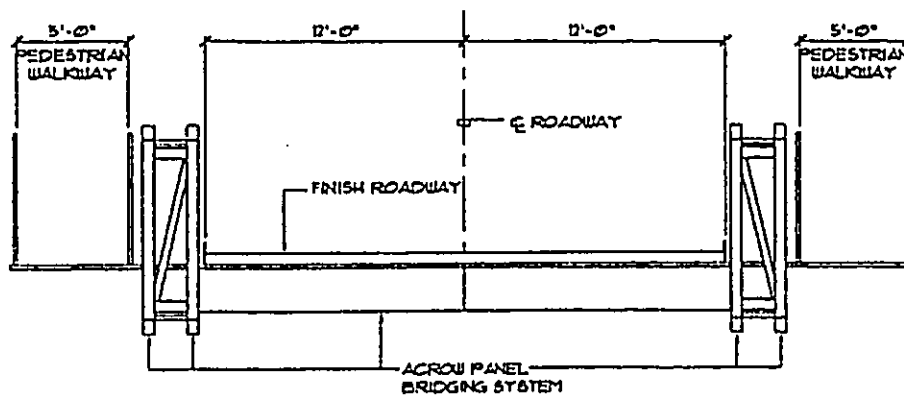 5'-0"
12'-0"
12'-0"
5'-0"
PEDESTRIAN
WALKWAY
PEDESTRIAN
WALKWAY
℄ ROADWAY
FINISH ROADWAY
ACROW PANEL
BRIDGING SYSTEM